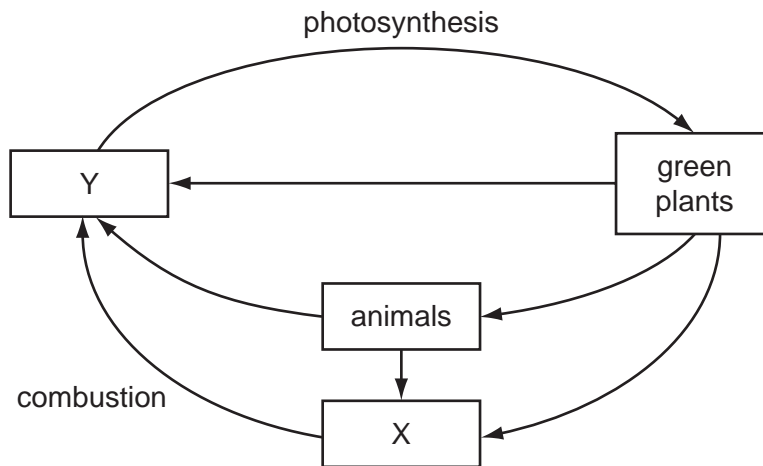 photosynthesis
Y
green
plants
animals
combustion
X